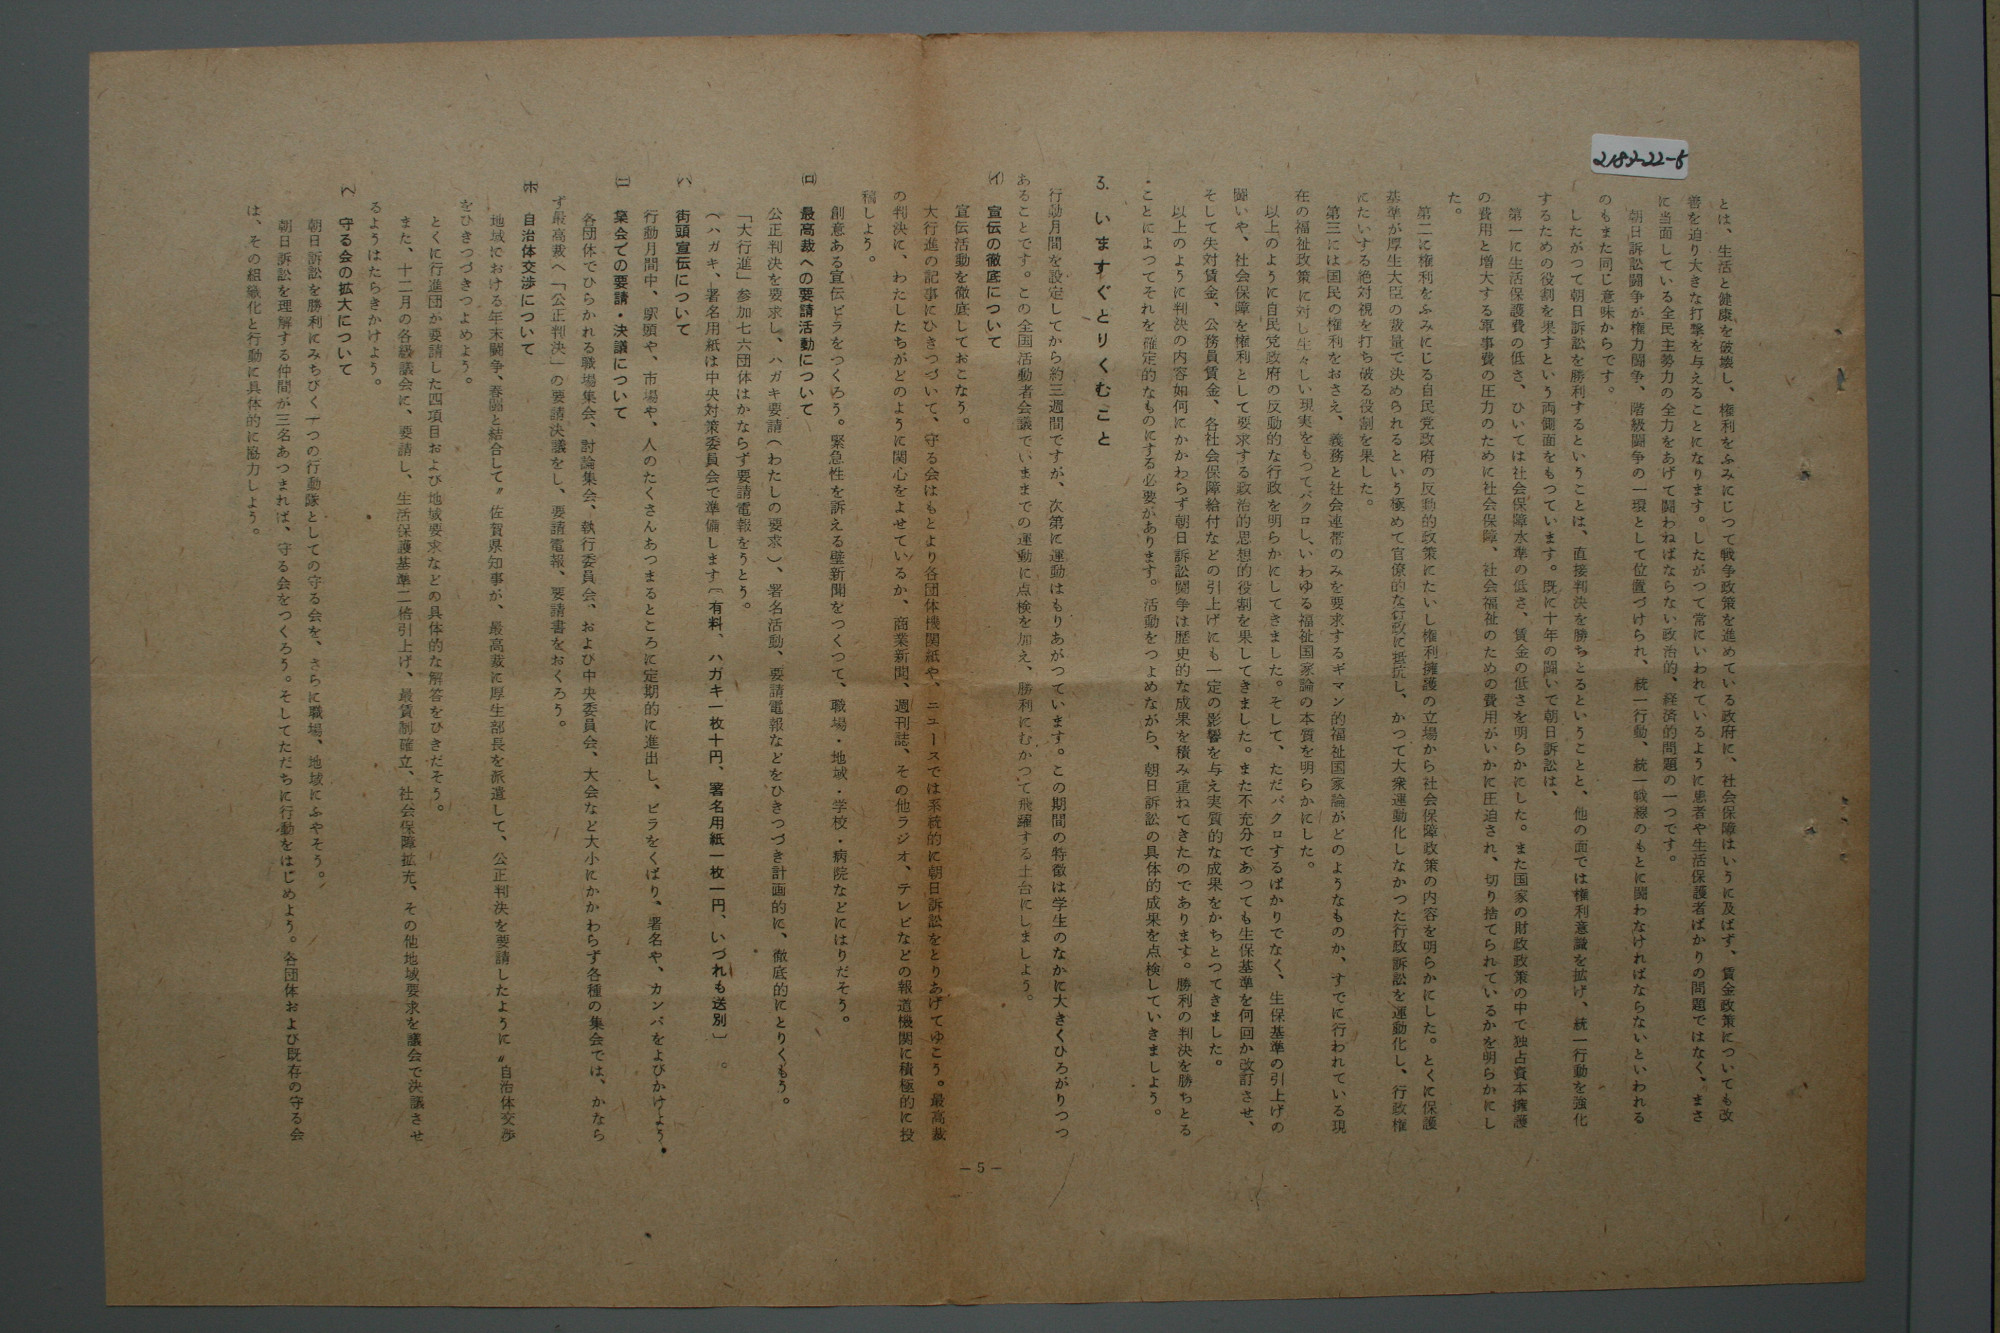 2182-22-5
とは、生活と健康を破壊し、権利をふみにじつて戦争政策を進めている政府に、社会保障はいうに及ばず、賃金政策についても改
善を迫り大きな打撃を与えることになります。したがつて常にいわれているように患者や生活保護者ばかりの問題ではなく、まさ
に当面している全民主勢力の全力をあげて闘わねばならない政治的、経済的問題の一つです。
朝日訴訟闘争が権力闘争、階級闘争の一環として位置づけられ、統一行動、統一戦線のもとに闘わなければならないといわれる
のもまた同じ意味からです。
したがつて朝日訴訟を勝利するということは、直接判決を勝ちとるということと、他の面では権利意識を拡げ、統一行動を強化
するための役割を果すという両側面をもつています。既に十年の闘いで朝日訴訟は、
第一に生活保護費の低さ、ひいては社会保障水準の低さ、賃金の低さを明らかにした。また国家の財政政策の中で独占資本擁護
の費用と増大する軍事費の圧力のために社会保障、社会福祉のための費用がいかに圧迫され、切り捨てられているかを明らかにし
た。
第二に権利をふみにじる自民党政府の反動的政策にたいし権利擁護の立場から社会保障政策の内容を明らかにした。とくに保護
基準が厚生大臣の裁量で決められるという極めて官僚的な行政に抵抗し、かつて大衆運動化しなかつた行政訴訟を運動化し、行政権
にたいする絶対視を打ち破る役割を果した。
第三には国民の権利をおさえ、義務と社会連帯のみを要求するギマン的福祉国家論がどのようなものか、すでに行われている現
在の福祉政策に対し生々しい現実をもつてバクロし、いわゆる福祉国家論の本質を明らかにした。
以上のように自民党政府の反動的な行政を明らかにしてきました。そして、ただバクロするばかりでなく、生保基準の引上げの
闘いや、社会保障を権利として要求する政治的思想的役割を果してきました。また不充分であつても生保基準を何回か改訂させ、
そして失対賃金、公務員賃金、各社会保障給付などの引上げにも一定の影響を与え実質的な成果をかちとつてきました。
以上のように判決の内容如何にかかわらず朝日訴訟闘争は歴史的な成果を積み重ねてきたのであります。勝利の判決を勝ちとる
ことによつてそれを確定的なものにする必要があります。活動をつよめながら、朝日訴訟の具体的成果を点検していきましよう。
3. いますぐとりくむこと
行動月間を設定してから約三週間ですが、次第に運動はもりあがつています。この期間の特徴は学生のなかに大きくひろがりつつ
あることです。この全国活動者会議でいままでの運動に点検を加え、勝利にむかつて飛躍する土台にしましよう。
(イ) 宣伝の徹底について
宣伝活動を徹底しておこなう。
大行進の記事にひきつづいて、守る会はもとより各団体機関紙や、ニュースでは系統的に朝日訴訟をとりあげてゆこう。最高裁
の判決に、わたしたちがどのように関心をよせているか、商業新聞、週刊誌、その他ラジオ、テレビなどの報道機関に積極的に投
稿しよう。
創意ある宣伝ビラをつくろう。緊急性を訴える壁新聞をつくつて、職場・地域・学校・病院などにはりだそう。
(ロ) 最高裁への要請活動について
公正判決を要求し、ハガキ要請(わたしの要求)、署名活動、要請電報などをひきつづき計画的に、徹底的にとりくもう。
「大行進」参加七六団体はかならず要請電報をうとう。
(ハガキ、署名用紙は中央対策委員会で準備します〔有料、ハガキ一枚十円、署名用紙一枚一円、いづれも送別〕。
(ハ) 街頭宣伝について
行動月間中、駅頭や、市場や、人のたくさんあつまるところに定期的に進出し、ビラをくばり、署名や、カンパをよびかけよう。
(ニ) 集会での要請・決議について
各団体でひらかれる職場集会、討論集会、執行委員会、および中央委員会、大会など大小にかかわらず各種の集会では、かなら
ず最高裁へ「公正判決」の要請決議をし、要請電報、要請書をおくろう。
(ホ) 自治体交渉について
地域における年末闘争、春闘と結合して〃佐賀県知事が、最高裁に厚生部長を派遣して、公正判決を要請したように〃自治体交渉
をひきつづきつよめよう。
とくに行進団が要請した四項目および地域要求などの具体的な解答をひきだそう。
また、十二月の各級議会に、要請し、生活保護基準二倍引上げ、最賃制確立、社会保障拡充、その他地域要求を議会で決議させ
るようはたらきかけよう。
(ヘ) 守る会の拡大について
朝日訴訟を勝利にみちびく一つの行動隊としての守る会を、さらに職場、地域にふやそう。
朝日訴訟を理解する仲間が三名あつまれば、守る会をつくろう。そしてただちに行動をはじめよう。各団体および既存の守る会
は、その組織化と行動に具体的に協力しよう。
— 5 —